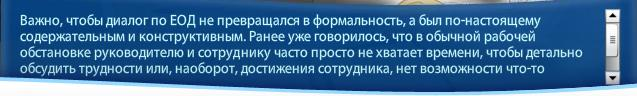 Важно, чтобы диалог по ЕОД не превращался в формальность, а был по-настоящему
содержательным и конструктивным. Ранее уже говорилось, что в обычной рабочей
обстановке руководителю и сотруднику часто просто не хватает времени, чтобы детально
обсудить трудности или, наоборот, достижения сотрудника, нет возможности что-то